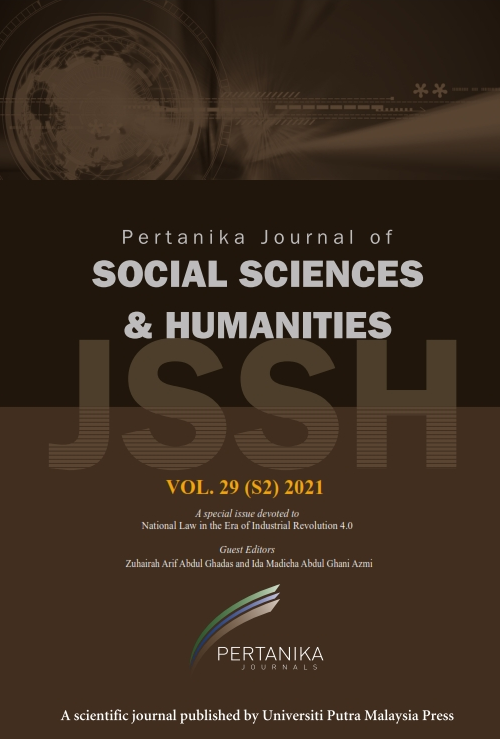 **
Pertanika Journal of
SOCIAL SCIENCES
& HUMANITIES
JSSH
VOL. 29 (S2) 2021
A special issue devoted to
National Law in the Era of Industrial Revolution 4.0
Guest Editors
Zuhairah Arif Abdul Ghadas and Ida Madieha Abdul Ghani Azmi
PERTANIKA
JOURNALS
A scientific journal published by Universiti Putra Malaysia Press